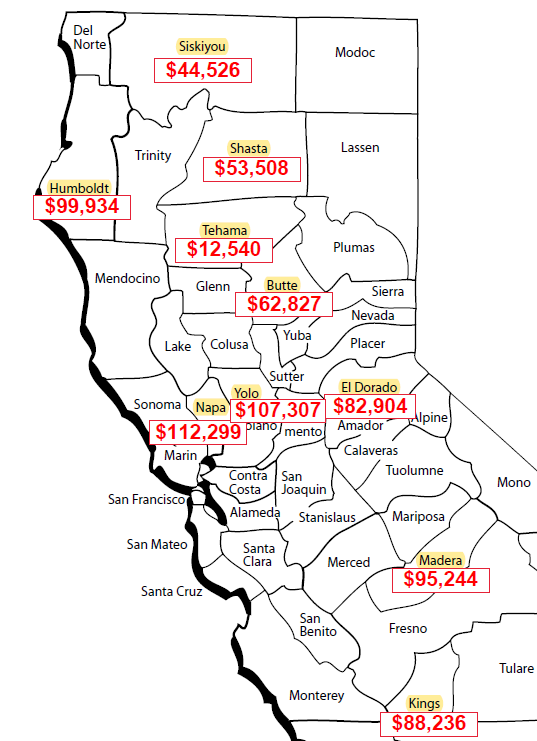 Del
Norte
Siskiyou
$44,526
Modoc
Trinity
Shasta
$53,508
Lassen
Humboldt
$99,934
Tehama
$12,540
Plumas
Mendocino
Glenn
Butte
$62,827
Sierra
Nevada
Lake
Colusa
Yuba
Placer
Sutter
Sonoma
Napa
$112,299
Yolo
$107,307
El Dorado
$82,904
Alpine
mento
Amador
Marin
Calaveras
Tuolumne
Mono
Contra
Costa
San
Joaquin
San Francisco
Alameda
Stanislaus
Mariposa
San Mateo
Santa
Clara
Merced
Madera
$95,244
Santa Cruz
San
Benito
Fresno
Tulare
Monterey
Kings
$88,236